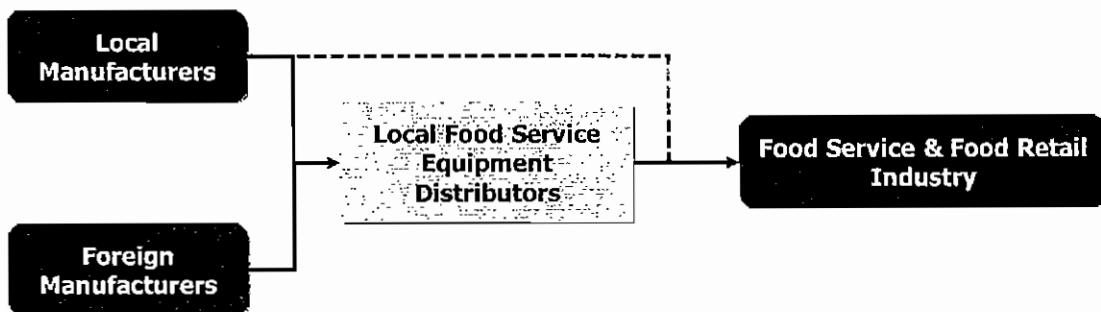 Local
Manufacturers
Local Food Service
Equipment
Distributors
Food Service & Food Retail
Industry
Foreign
Manufacturers